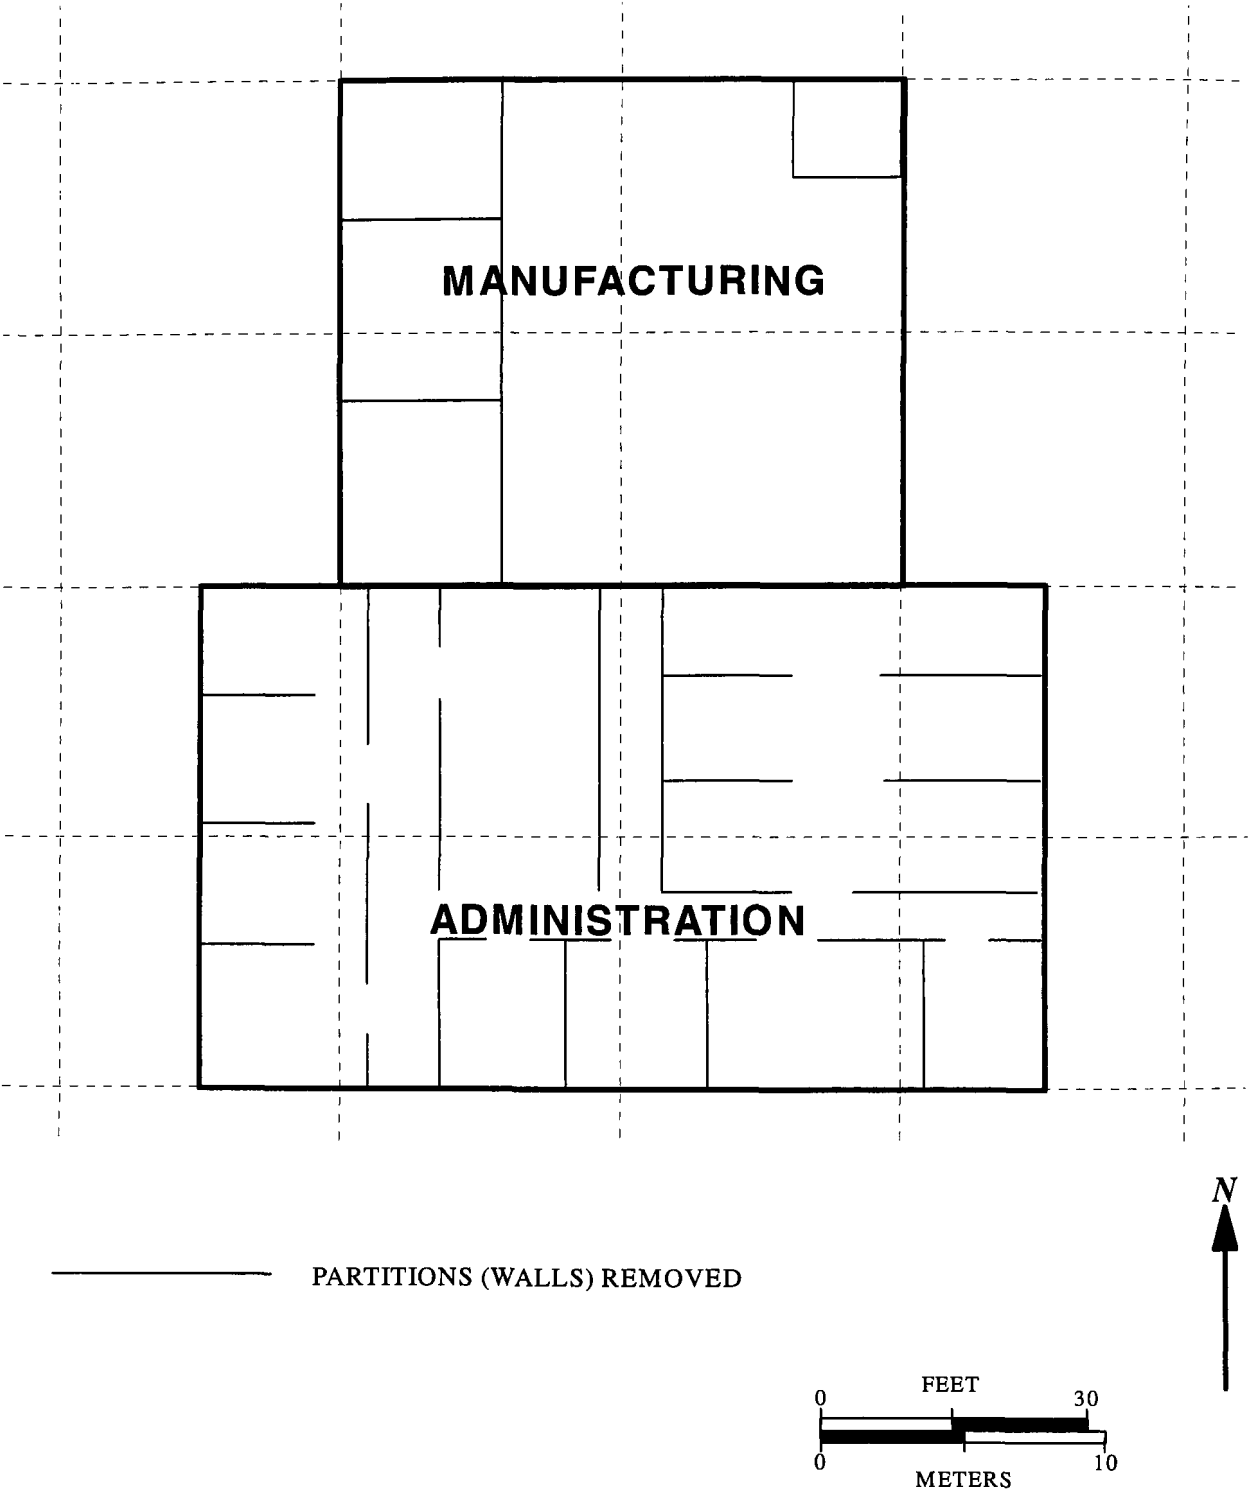 MANUFACTURING
ADMINISTRATION
N
PARTITIONS (WALLS) REMOVED
FEET
0 30
0 10
METERS